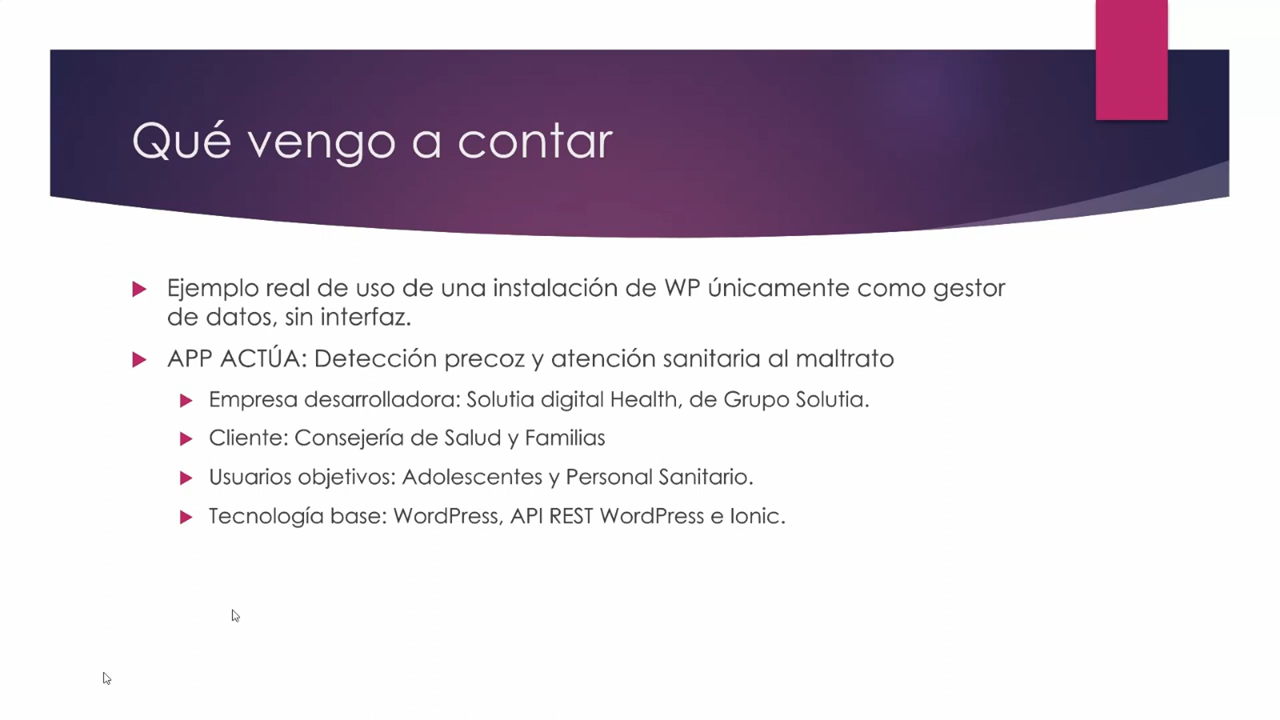 Qué vengo a contar
Ejemplo real de uso de una instalación de WP únicamente como gestor
de datos, sin interfaz.
APP ACTÚA: Detección precoz y atención sanitaria al maltrato
Empresa desarrolladora: Solutia digital Health, de Grupo Solutia.
Cliente: Consejería de Salud y Familias
Usuarios objetivos: Adolescentes y Personal Sanitario.
Tecnología base: WordPress, API REST WordPress e Ionic.